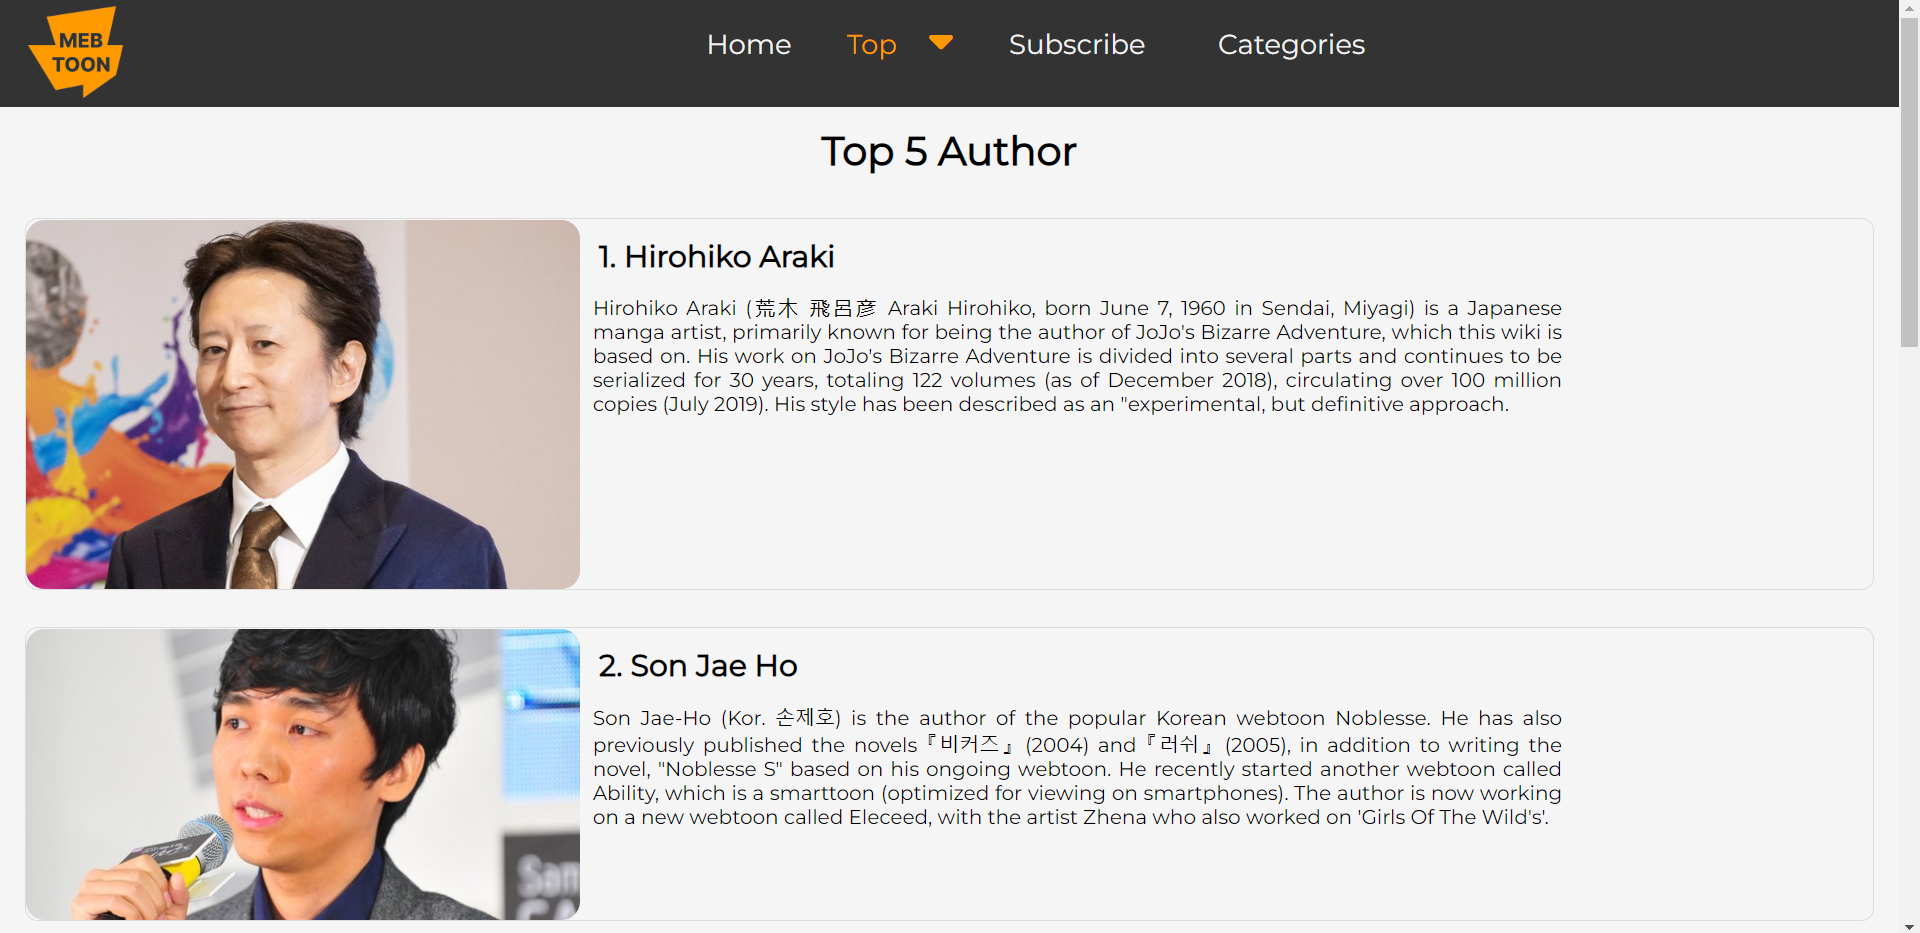 MEB
TOON
Home
Top
Subscribe
Categories
Top 5 Author
1. Hirohiko Araki
Hirohiko Araki (荒木 飛呂彦 Araki Hirohiko, born June 7, 1960 in Sendai, Miyagi) is a Japanese
manga artist, primarily known for being the author of JoJo's Bizarre Adventure, which this wiki is
based on. His work on JoJo's Bizarre Adventure is divided into several parts and continues to be
serialized for 30 years, totaling 122 volumes (as of December 2018), circulating over 100 million
copies (July 2019). His style has been described as an "experimental, but definitive approach.
2. Son Jae Ho
Son Jae-Ho (Kor. 손제호) is the author of the popular Korean webtoon Noblesse. He has also
previously published the novels『비커즈』(2004) and『러쉬』(2005), in addition to writing the
novel, "Noblesse S" based on his ongoing webtoon. He recently started another webtoon called
Ability, which is a smarttoon (optimized for viewing on smartphones). The author is now working
on a new webtoon called Eleceed, with the artist Zhena who also worked on 'Girls Of The Wild's'.
Sam